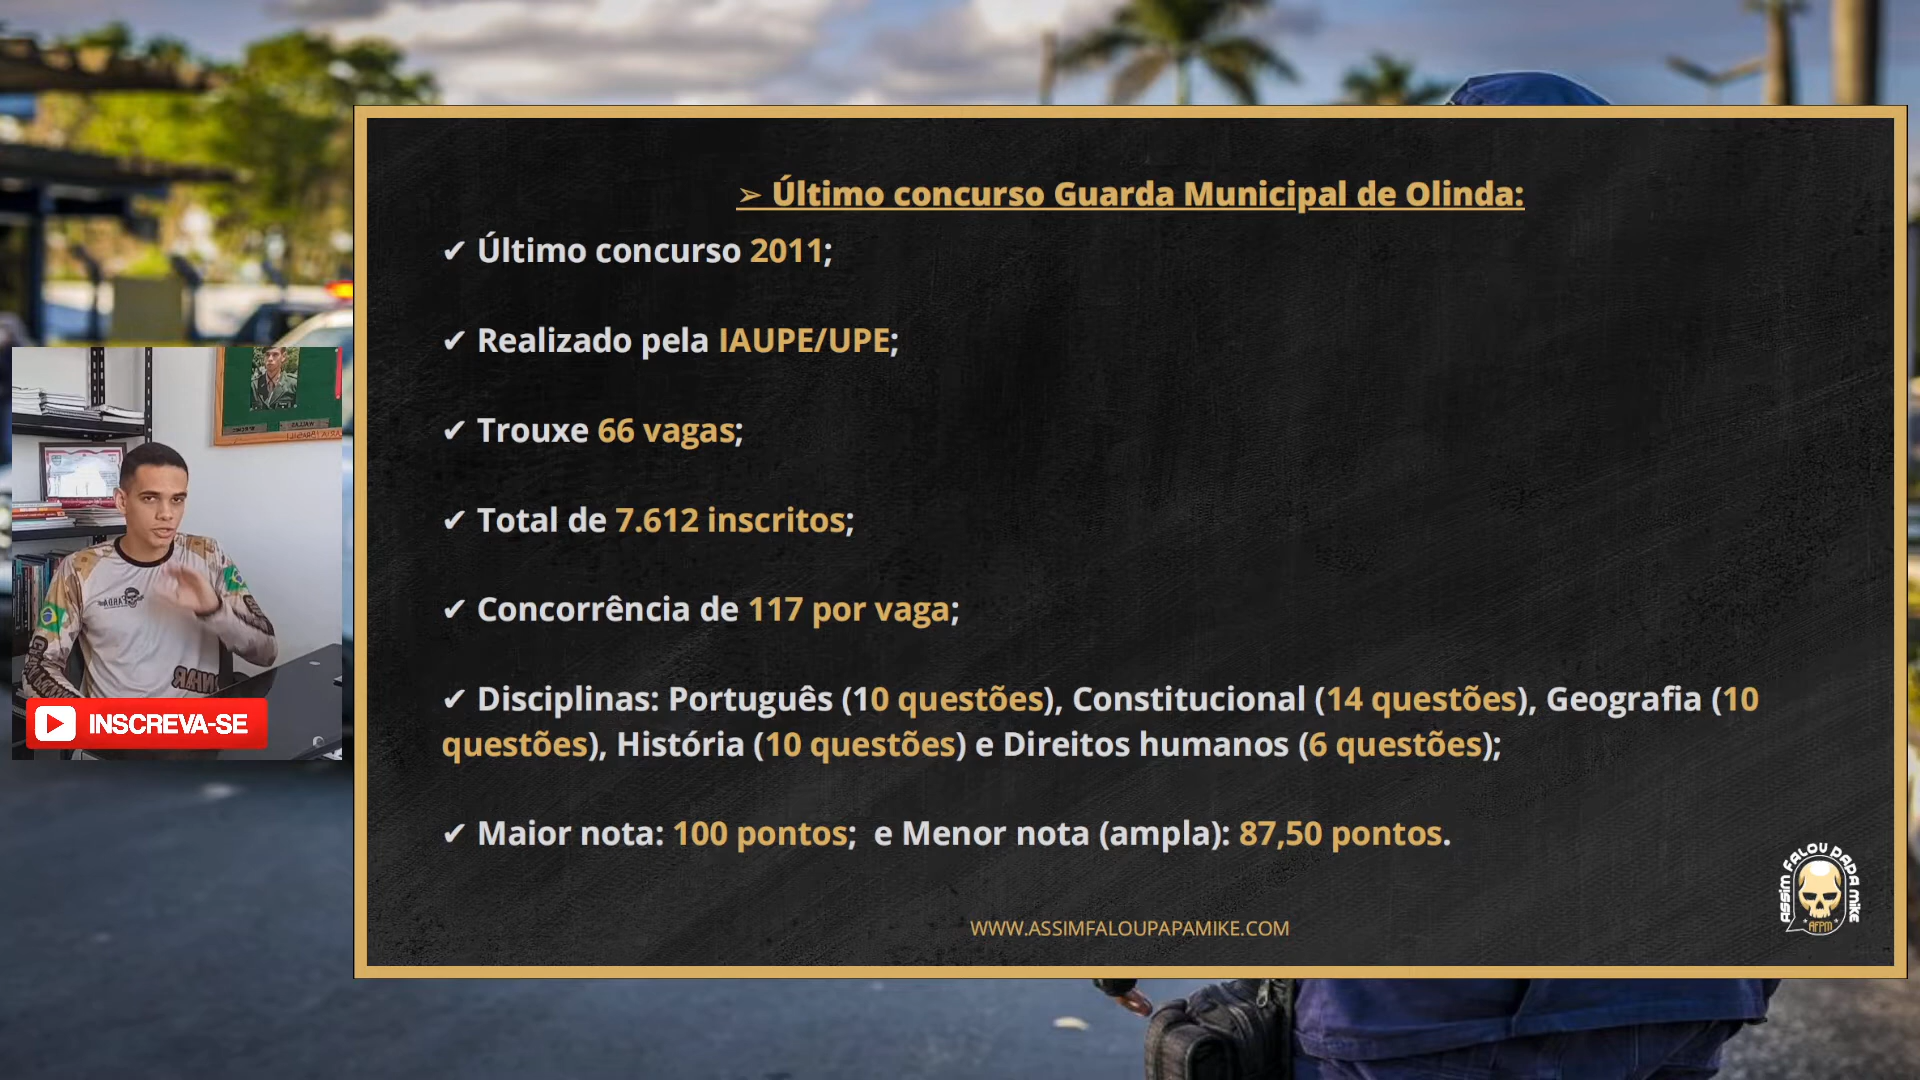 ➢ Último concurso Guarda Municipal de Olinda:
✔ Último concurso 2011;
✔ Realizado pela IAUPE/UPE;
✔ Trouxe 66 vagas;
✔ Total de 7.612 inscritos;
✔ Concorrência de 117 por vaga;
✔ Disciplinas: Português (10 questões), Constitucional (14 questões), Geografia (10
questões), História (10 questões) e Direitos humanos (6 questões);
✔ Maior nota: 100 pontos;  e Menor nota (ampla): 87,50 pontos.
INSCREVA-SE
ASSIM FALOU PAPA MIKE
AFPM
WWW.ASSIMFALOUPAPAMIKE.COM